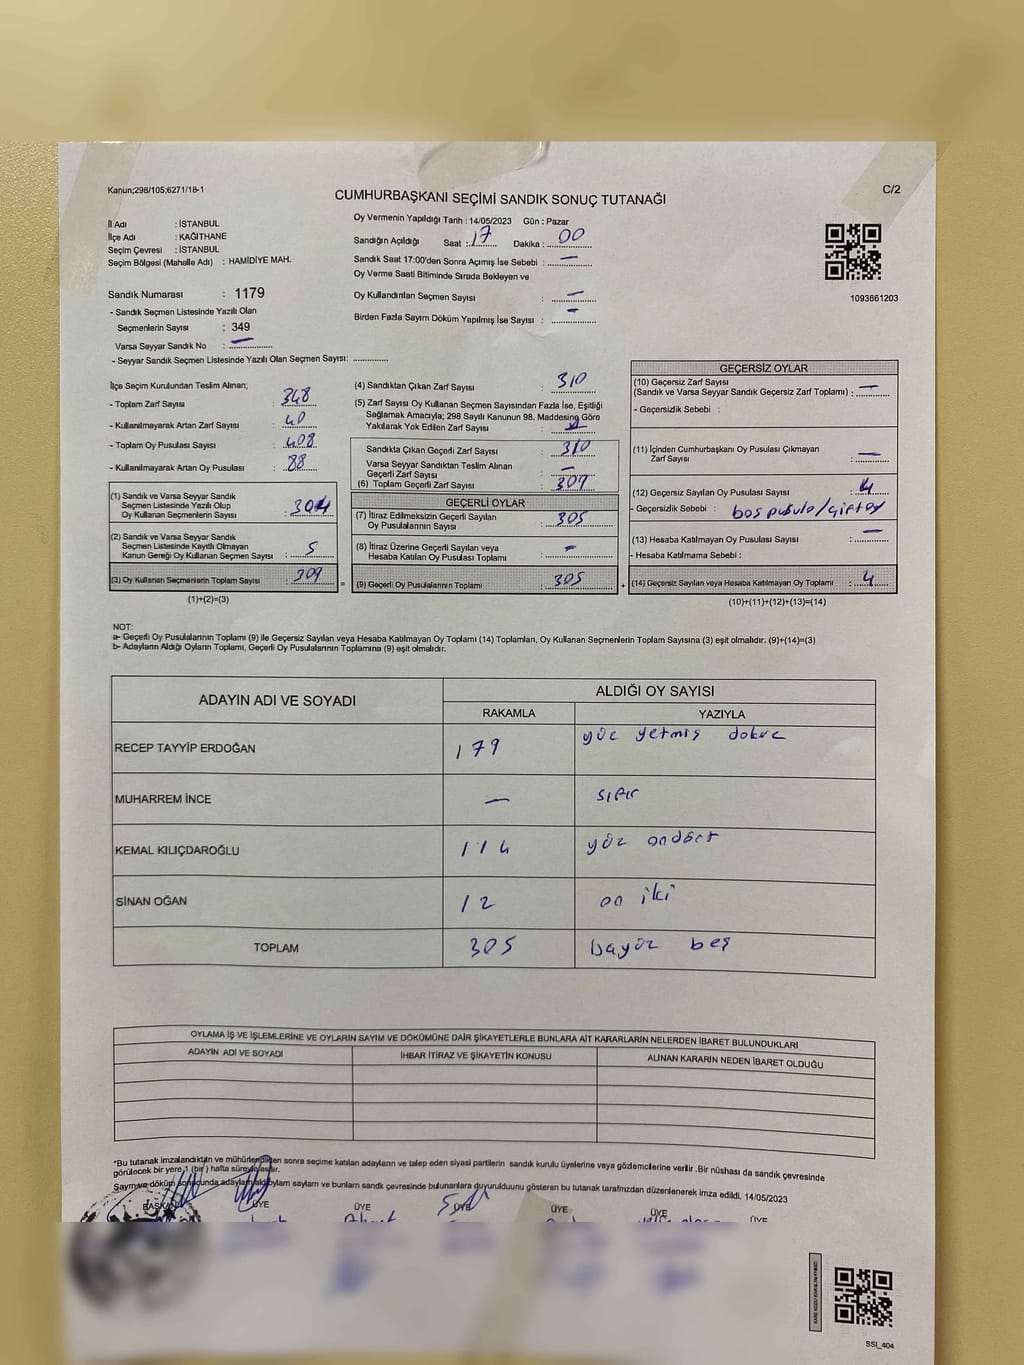 Kanun;298/105;6271/18-1
C/2
CUMHURBAŞKANI SEÇİMİ SANDIK SONUÇ TUTANAĞI
İl Adı : İSTANBUL
İlçe Adı : KAĞITHANE
Seçim Çevresi : İSTANBUL
Seçim Bölgesi (Mahalle Adı) : HAMİDİYE MAH.
Sandık Numarası : 1179
- Sandık Seçmen Listesinde Yazılı Olan
Seçmenlerin Sayısı : 349
Varsa Seyyar Sandık No : —
- Seyyar Sandık Seçmen Listesinde Yazılı Olan Seçmen Sayısı: ............
Oy Vermenin Yapıldığı Tarih : 14/05/2023 Gün : Pazar
Sandığın Açıldığı Saat : 17 Dakika : 00
Sandık Saat 17:00'den Sonra Açımış İse Sebebi : —
Oy Verme Saati Bitiminde Sırada Bekleyen ve
Oy Kullandırılan Seçmen Sayısı : —
Birden Fazla Sayım Döküm Yapılmış İse Sayısı : —
1093661203
İlçe Seçim Kurulundan Teslim Alınan;
- Toplam Zarf Sayısı : 348
- Kullanılmayarak Artan Zarf Sayısı : 40
- Toplam Oy Pusulası Sayısı : 408
- Kullanılmayarak Artan Oy Pusulası : 88
(1) Sandık ve Varsa Seyyar Sandık
Seçmen Listesinde Yazılı Olup
Oy Kullanan Seçmenlerin Sayısı : 304
(2) Sandık ve Varsa Seyyar Sandık
Seçmen Listesinde Kayıtlı Olmayan
Kanun Gereği Oy Kullanan Seçmen Sayısı : 5
(3) Oy Kullanan Seçmenlerin Toplam Sayısı : 309 =
(1)+(2)=(3)
(4) Sandıktan Çıkan Zarf Sayısı : 310
(5) Zarf Sayısı Oy Kullanan Seçmen Sayısından Fazla İse, Eşitliği
Sağlamak Amacıyla; 298 Sayılı Kanunun 98. Maddesine Göre
Yakılarak Yok Edilen Zarf Sayısı :
Sandıkta Çıkan Geçerli Zarf Sayısı : 310
Varsa Seyyar Sandıktan Teslim Alınan
Geçerli Zarf Sayısı : —
(6) Toplam Geçerli Zarf Sayısı : 309
GEÇERLİ OYLAR
(7) İtiraz Edilmeksizin Geçerli Sayılan
Oy Pusulalarının Sayısı : 305
(8) İtiraz Üzerine Geçerli Sayılan veya
Hesaba Katılan Oy Pusulası Toplamı : —
(9) Geçerli Oy Pusulalarının Toplamı : 305 +
GEÇERSİZ OYLAR
(10) Geçersiz Zarf Sayısı
(Sandık ve Varsa Seyyar Sandık Geçersiz Zarf Toplamı) : —
- Geçersizlik Sebebi :
(11) İçinden Cumhurbaşkanı Oy Pusulası Çıkmayan
Zarf Sayısı : —
(12) Geçersiz Sayılan Oy Pusulası Sayısı : 4
- Geçersizlik Sebebi : boş pusula/çift oy
(13) Hesaba Katılmayan Oy Pusulası Sayısı : —
- Hesaba Katılmama Sebebi :
(14) Geçersiz Sayılan veya Hesaba Katılmayan Oy Toplamı : 4
(10)+(11)+(12)+(13)=(14)
NOT:
a- Geçerli Oy Pusulalarının Toplamı (9) ile Geçersiz Sayılan veya Hesaba Katılmayan Oy Toplamı (14) Toplamları, Oy Kullanan Seçmenlerin Toplam Sayısına (3) eşit olmalıdır. (9)+(14)=(3)
b- Adayların Aldığı Oyların Toplamı, Geçerli Oy Pusulalarının Toplamına (9) eşit olmalıdır.
ADAYIN ADI VE SOYADI
ALDIĞI OY SAYISI
RAKAMLA YAZIYLA
RECEP TAYYİP ERDOĞAN 179 yüz yetmiş dokuz
MUHARREM İNCE — sıfır
KEMAL KILIÇDAROĞLU 114 yüz ondört
SİNAN OĞAN 12 on iki
TOPLAM 305 üçyüz beş
OYLAMA İŞ VE İŞLEMLERİNE VE OYLARIN SAYIM VE DÖKÜMÜNE DAİR ŞİKAYETLERLE BUNLARA AİT KARARLARIN NELERDEN İBARET BULUNDUKLARI
ADAYIN ADI VE SOYADI İHBAR İTİRAZ VE ŞİKAYETİN KONUSU ALINAN KARARIN NEDEN İBARET OLDUĞU
*Bu tutanak imzalandıktan ve mühürlendikten sonra seçime katılan adayların ve talep eden siyasi partilerin sandık kurulu üyelerine veya gözlemcilerine verilir .Bir nüshası da sandık çevresinde
görülecek bir yere 1 (bir) hafta süreyle asılır.
Sayım ve döküm sonucunda adayların aldığı oyların sayılarını ve bunların sandık çevresinde bulunanlara duyurulduğunu gösteren bu tutanak tarafımızdan düzenlenerek imza edildi, 14/05/2023
BAŞKAN ÜYE ÜYE ÜYE ÜYE ÜYE ÜYE
SSİ_404